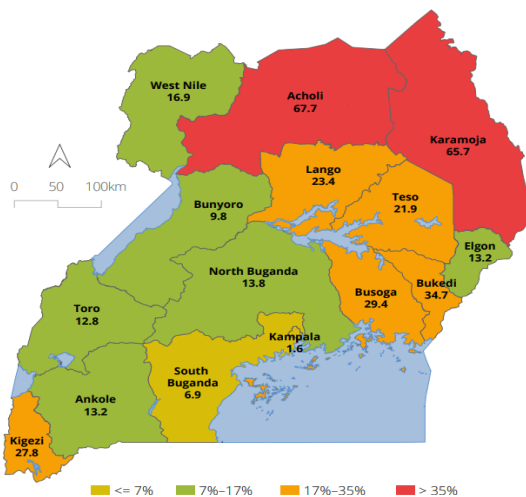 West Nile
16.9
Acholi
67.7
Karamoja
65.7
0 50 100km
Lango
23.4
Teso
21.9
Bunyoro
9.8
Elgon
13.2
North Buganda
13.8
Bukedi
34.7
Busoga
29.4
Toro
12.8
Kampala
1.6
South
Buganda
6.9
Ankole
13.2
Kigezi
27.8
<= 7% 7%–17% 17%–35% > 35%